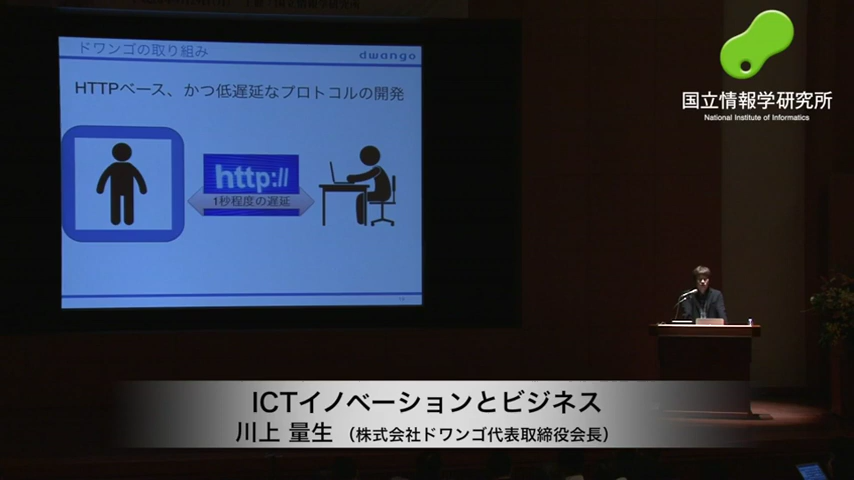 ドワンゴの取り組み
dwango
HTTPベース、かつ低遅延なプロトコルの開発
http://
1秒程度の遅延
国立情報学研究所
National Institute of Informatics
ICTイノベーションとビジネス
川上 量生（株式会社ドワンゴ代表取締役会長）